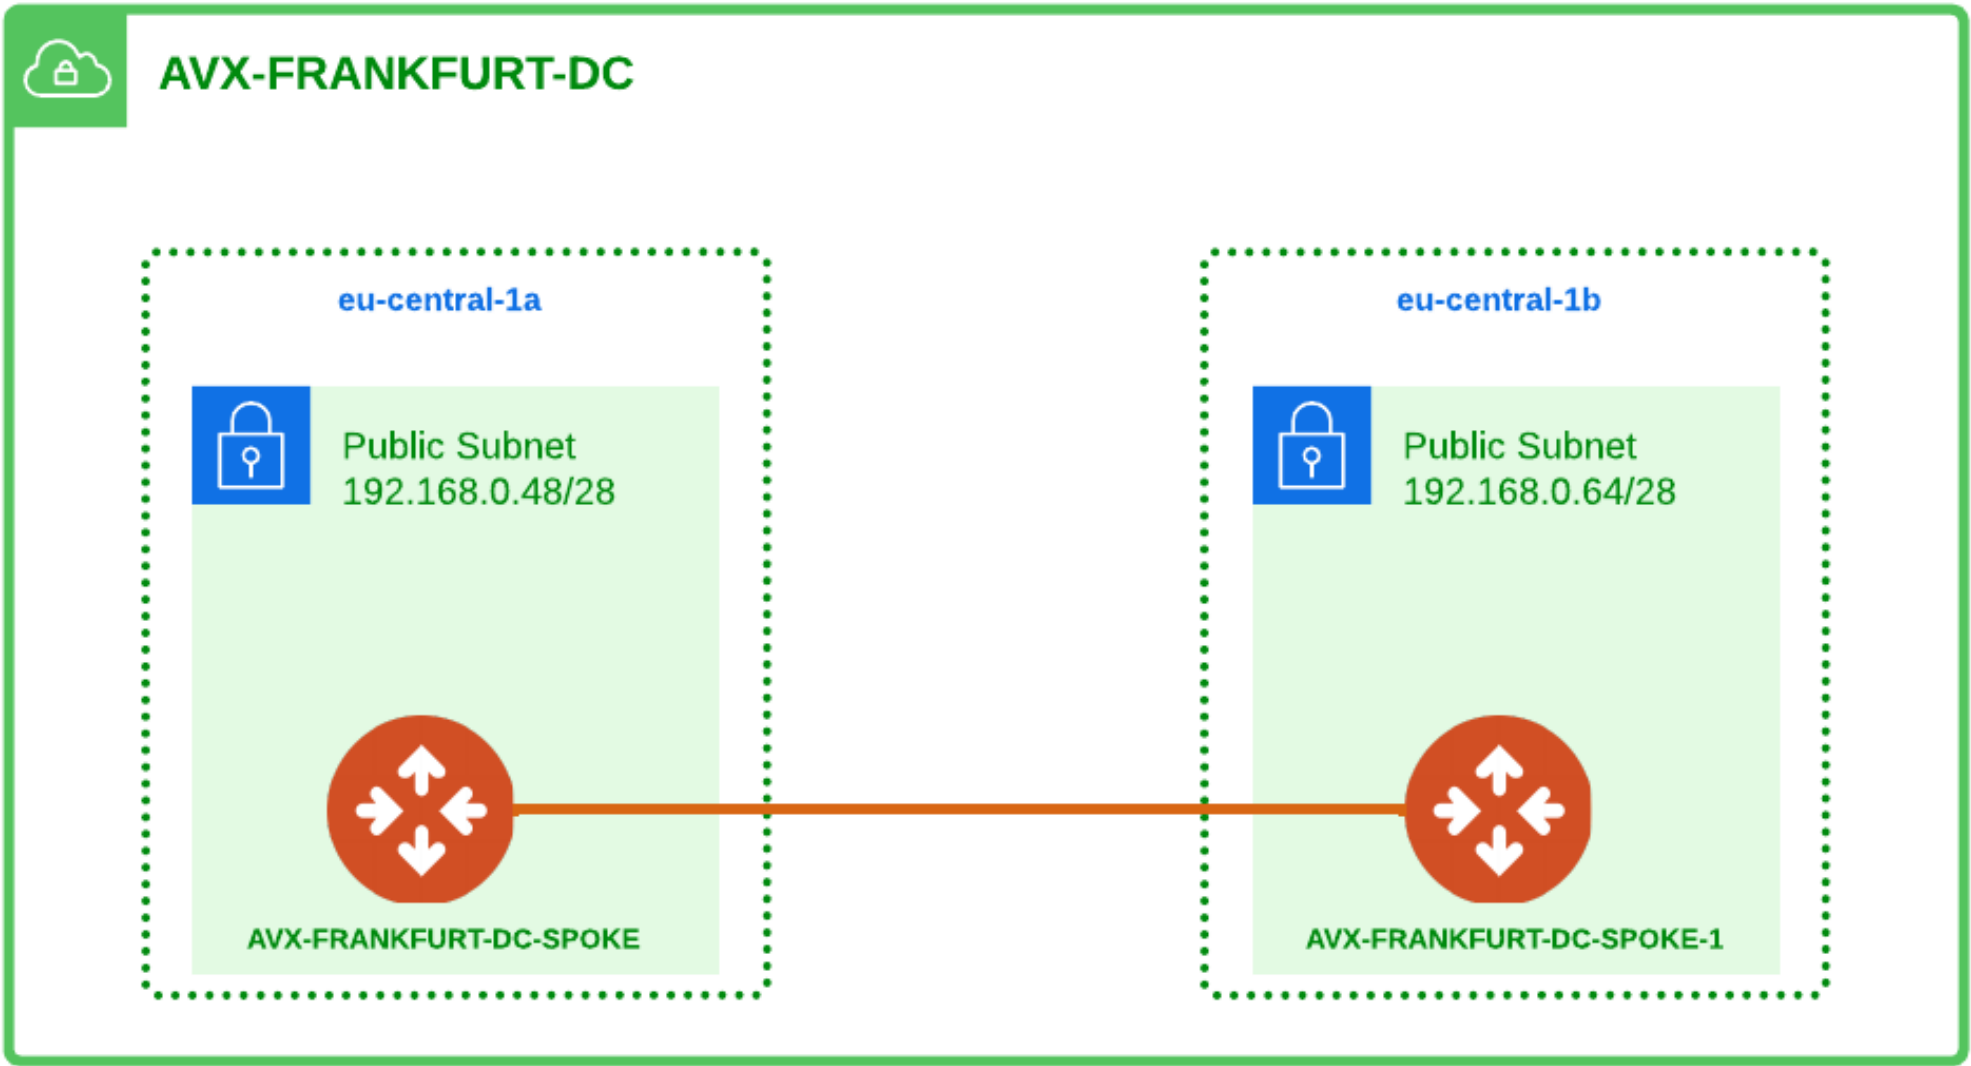 AVX-FRANKFURT-DC
eu-central-1a
Public Subnet
192.168.0.48/28
AVX-FRANKFURT-DC-SPOKE
eu-central-1b
Public Subnet
192.168.0.64/28
AVX-FRANKFURT-DC-SPOKE-1